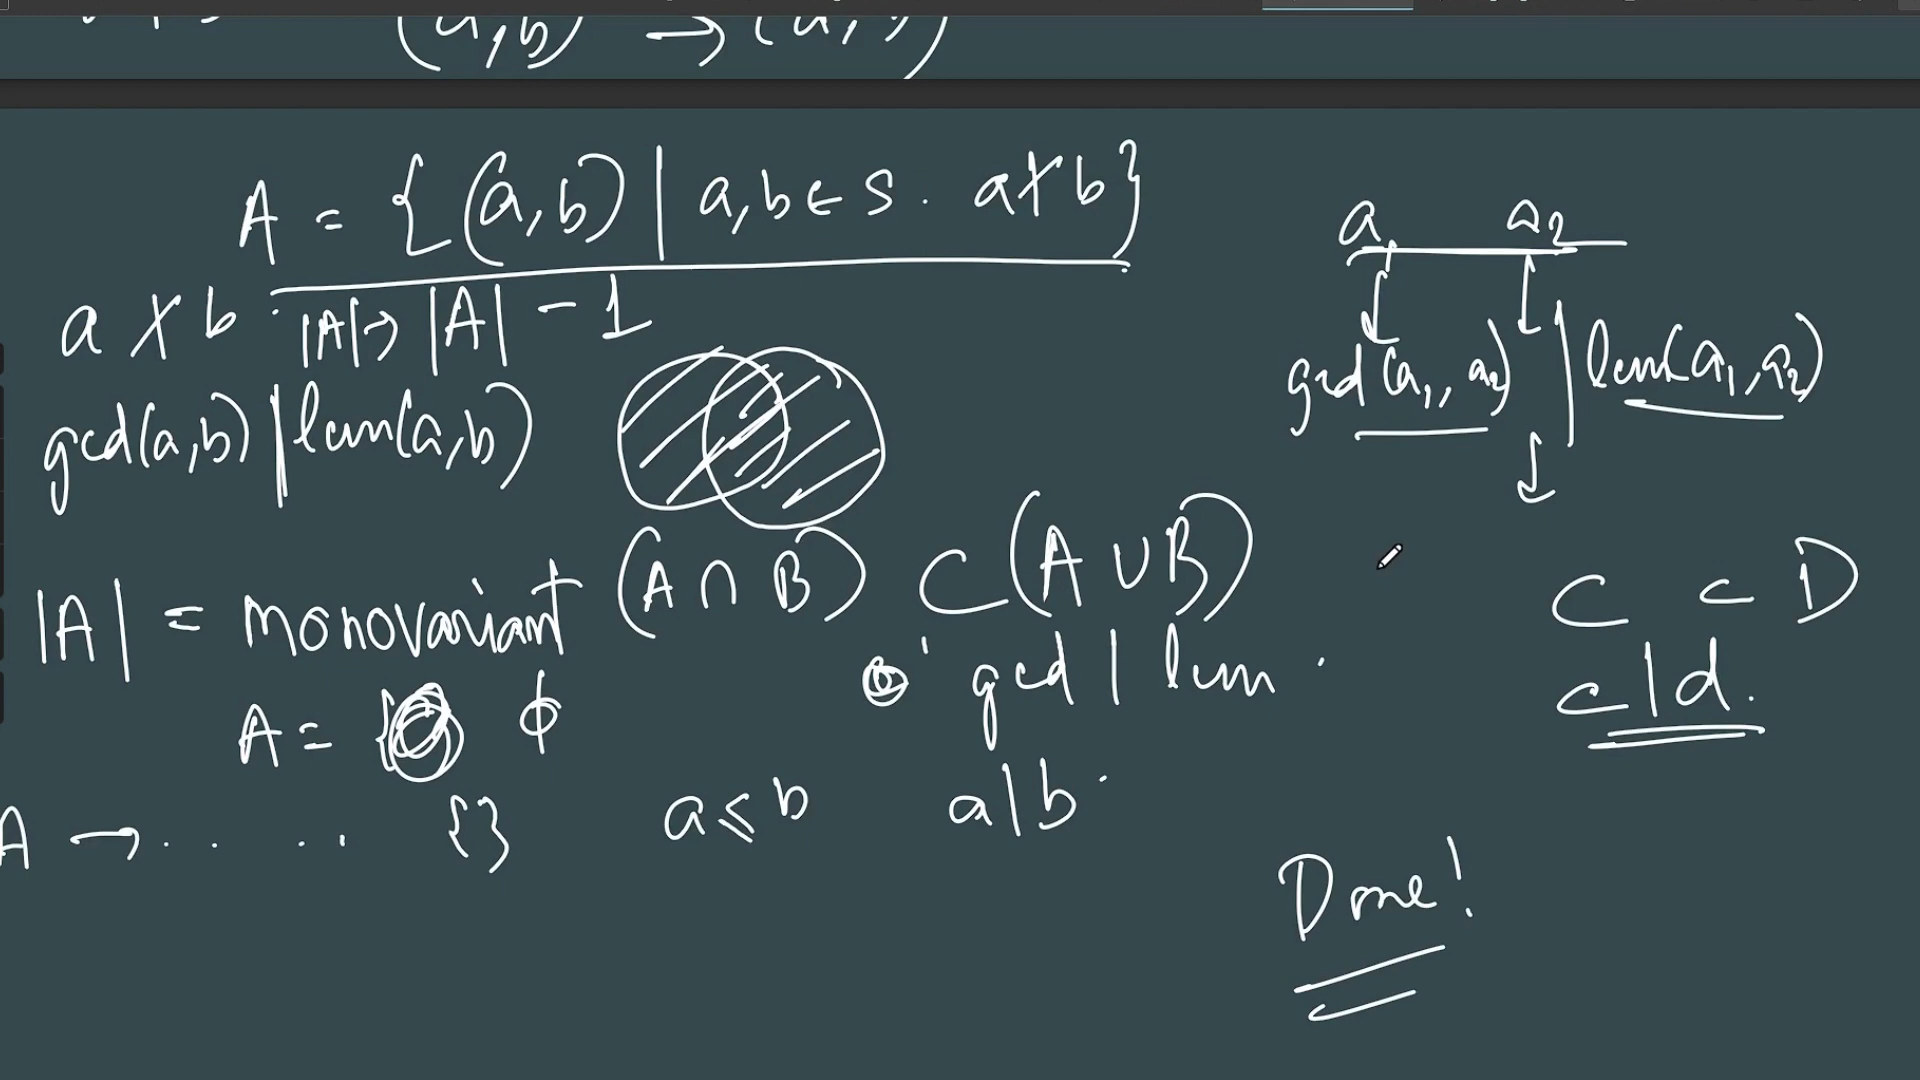 (a,b) → (a,
A = {(a,b) | a,b ∈ S. a∤b}
a₁ a₂
a ∤ b |A| → |A| - 1
gcd(a,b) | lcm(a,b)
gcd(a₁, a₂) | lcm(a₁, a₂)
|A| = monovariant (A ∩ B) ⊂ (A ∪ B)
C ⊂ D
gcd | lcm .
c | d.
A = { ϕ
A → . . . . {} a ≤ b a | b .
Done!